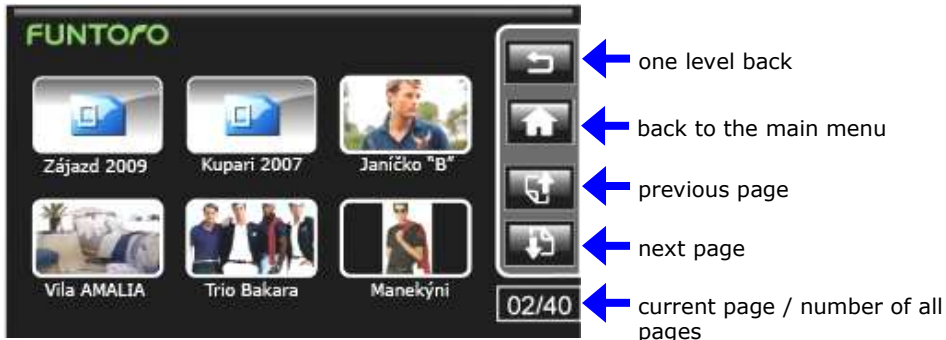 FUNTORO
Zájazd 2009
Kupari 2007
Janíčko "B"
Vila AMALIA
Trio Bakara
Manekýni
02/40
one level back
back to the main menu
previous page
next page
current page / number of all
pages